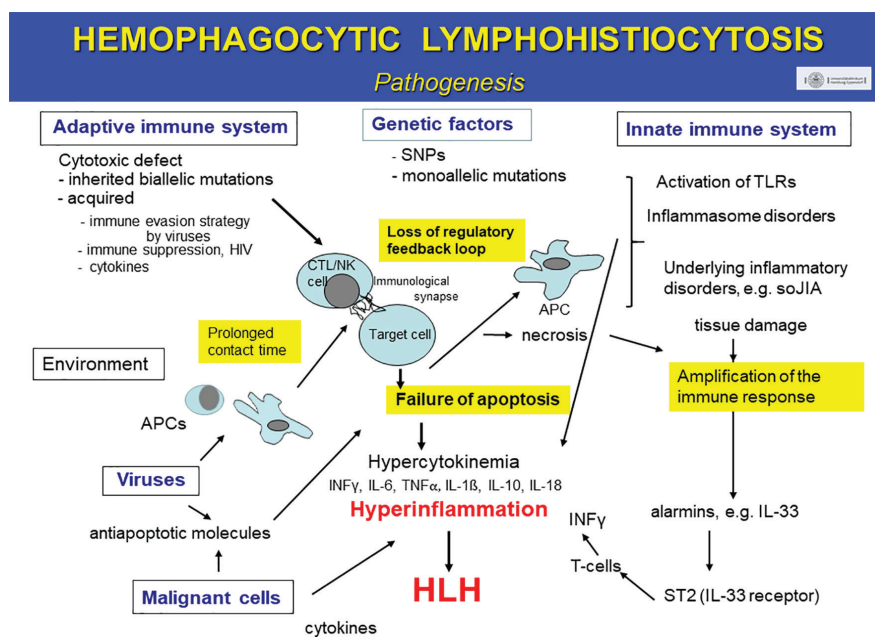 HEMOPHAGOCYTIC LYMPHOHISTIOCYTOSIS
Pathogenesis
Adaptive immune system
Cytotoxic defect
- inherited biallelic mutations
- acquired
- immune evasion strategy
by viruses
- immune suppression, HIV
- cytokines
Genetic factors
- SNPs
- monoallelic mutations
Innate immune system
Activation of TLRs
Inflammasome disorders
Underlying inflammatory
disorders, e.g. soJIA
Loss of regulatory
feedback loop
CTL/NK
cell
Immunological
synapse
Target cell
APC
necrosis
tissue damage
Prolonged
contact time
Environment
APCs
Failure of apoptosis
Amplification of the
immune response
Viruses
antiapoptotic molecules
Malignant cells
cytokines
Hypercytokinemia
INFγ, IL-6, TNFα, IL-1ß, IL-10, IL-18
Hyperinflammation
HLH
alarmins, e.g. IL-33
ST2 (IL-33 receptor)
T-cells
INFγ